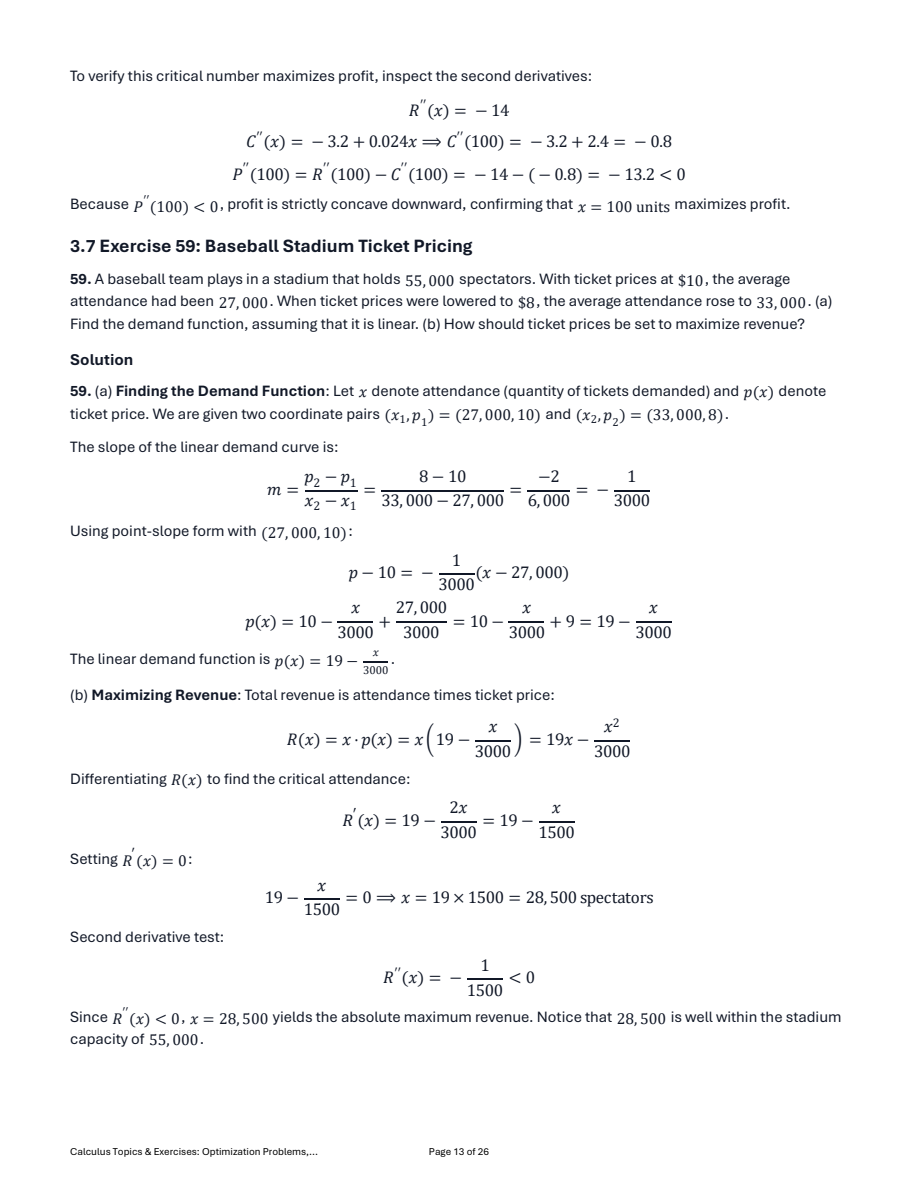 To verify this critical number maximizes profit, inspect the second derivatives:
R″(x) = − 14
C″(x) = − 3.2 + 0.024x ⟹ C″(100) = − 3.2 + 2.4 = − 0.8
P″(100) = R″(100) − C″(100) = − 14 − ( − 0.8) = − 13.2 < 0
Because P″(100) < 0, profit is strictly concave downward, confirming that x = 100 units maximizes profit.
3.7 Exercise 59: Baseball Stadium Ticket Pricing
59. A baseball team plays in a stadium that holds 55,000 spectators. With ticket prices at $10, the average
attendance had been 27,000. When ticket prices were lowered to $8, the average attendance rose to 33,000. (a)
Find the demand function, assuming that it is linear. (b) How should ticket prices be set to maximize revenue?
Solution
59. (a) Finding the Demand Function: Let x denote attendance (quantity of tickets demanded) and p(x) denote
ticket price. We are given two coordinate pairs (x₁, p₁) = (27,000, 10) and (x₂, p₂) = (33,000, 8).
The slope of the linear demand curve is:
m = (p₂ − p₁)/(x₂ − x₁) = (8 − 10)/(33,000 − 27,000) = −2/6,000 = − 1/3000
Using point-slope form with (27,000, 10):
p − 10 = − 1/3000 (x − 27,000)
p(x) = 10 − x/3000 + 27,000/3000 = 10 − x/3000 + 9 = 19 − x/3000
The linear demand function is p(x) = 19 − x/3000.
(b) Maximizing Revenue: Total revenue is attendance times ticket price:
R(x) = x · p(x) = x(19 − x/3000) = 19x − x²/3000
Differentiating R(x) to find the critical attendance:
R′(x) = 19 − 2x/3000 = 19 − x/1500
Setting R′(x) = 0:
19 − x/1500 = 0 ⟹ x = 19 × 1500 = 28,500 spectators
Second derivative test:
R″(x) = − 1/1500 < 0
Since R″(x) < 0, x = 28,500 yields the absolute maximum revenue. Notice that 28,500 is well within the stadium
capacity of 55,000.
Calculus Topics & Exercises: Optimization Problems,... Page 13 of 26